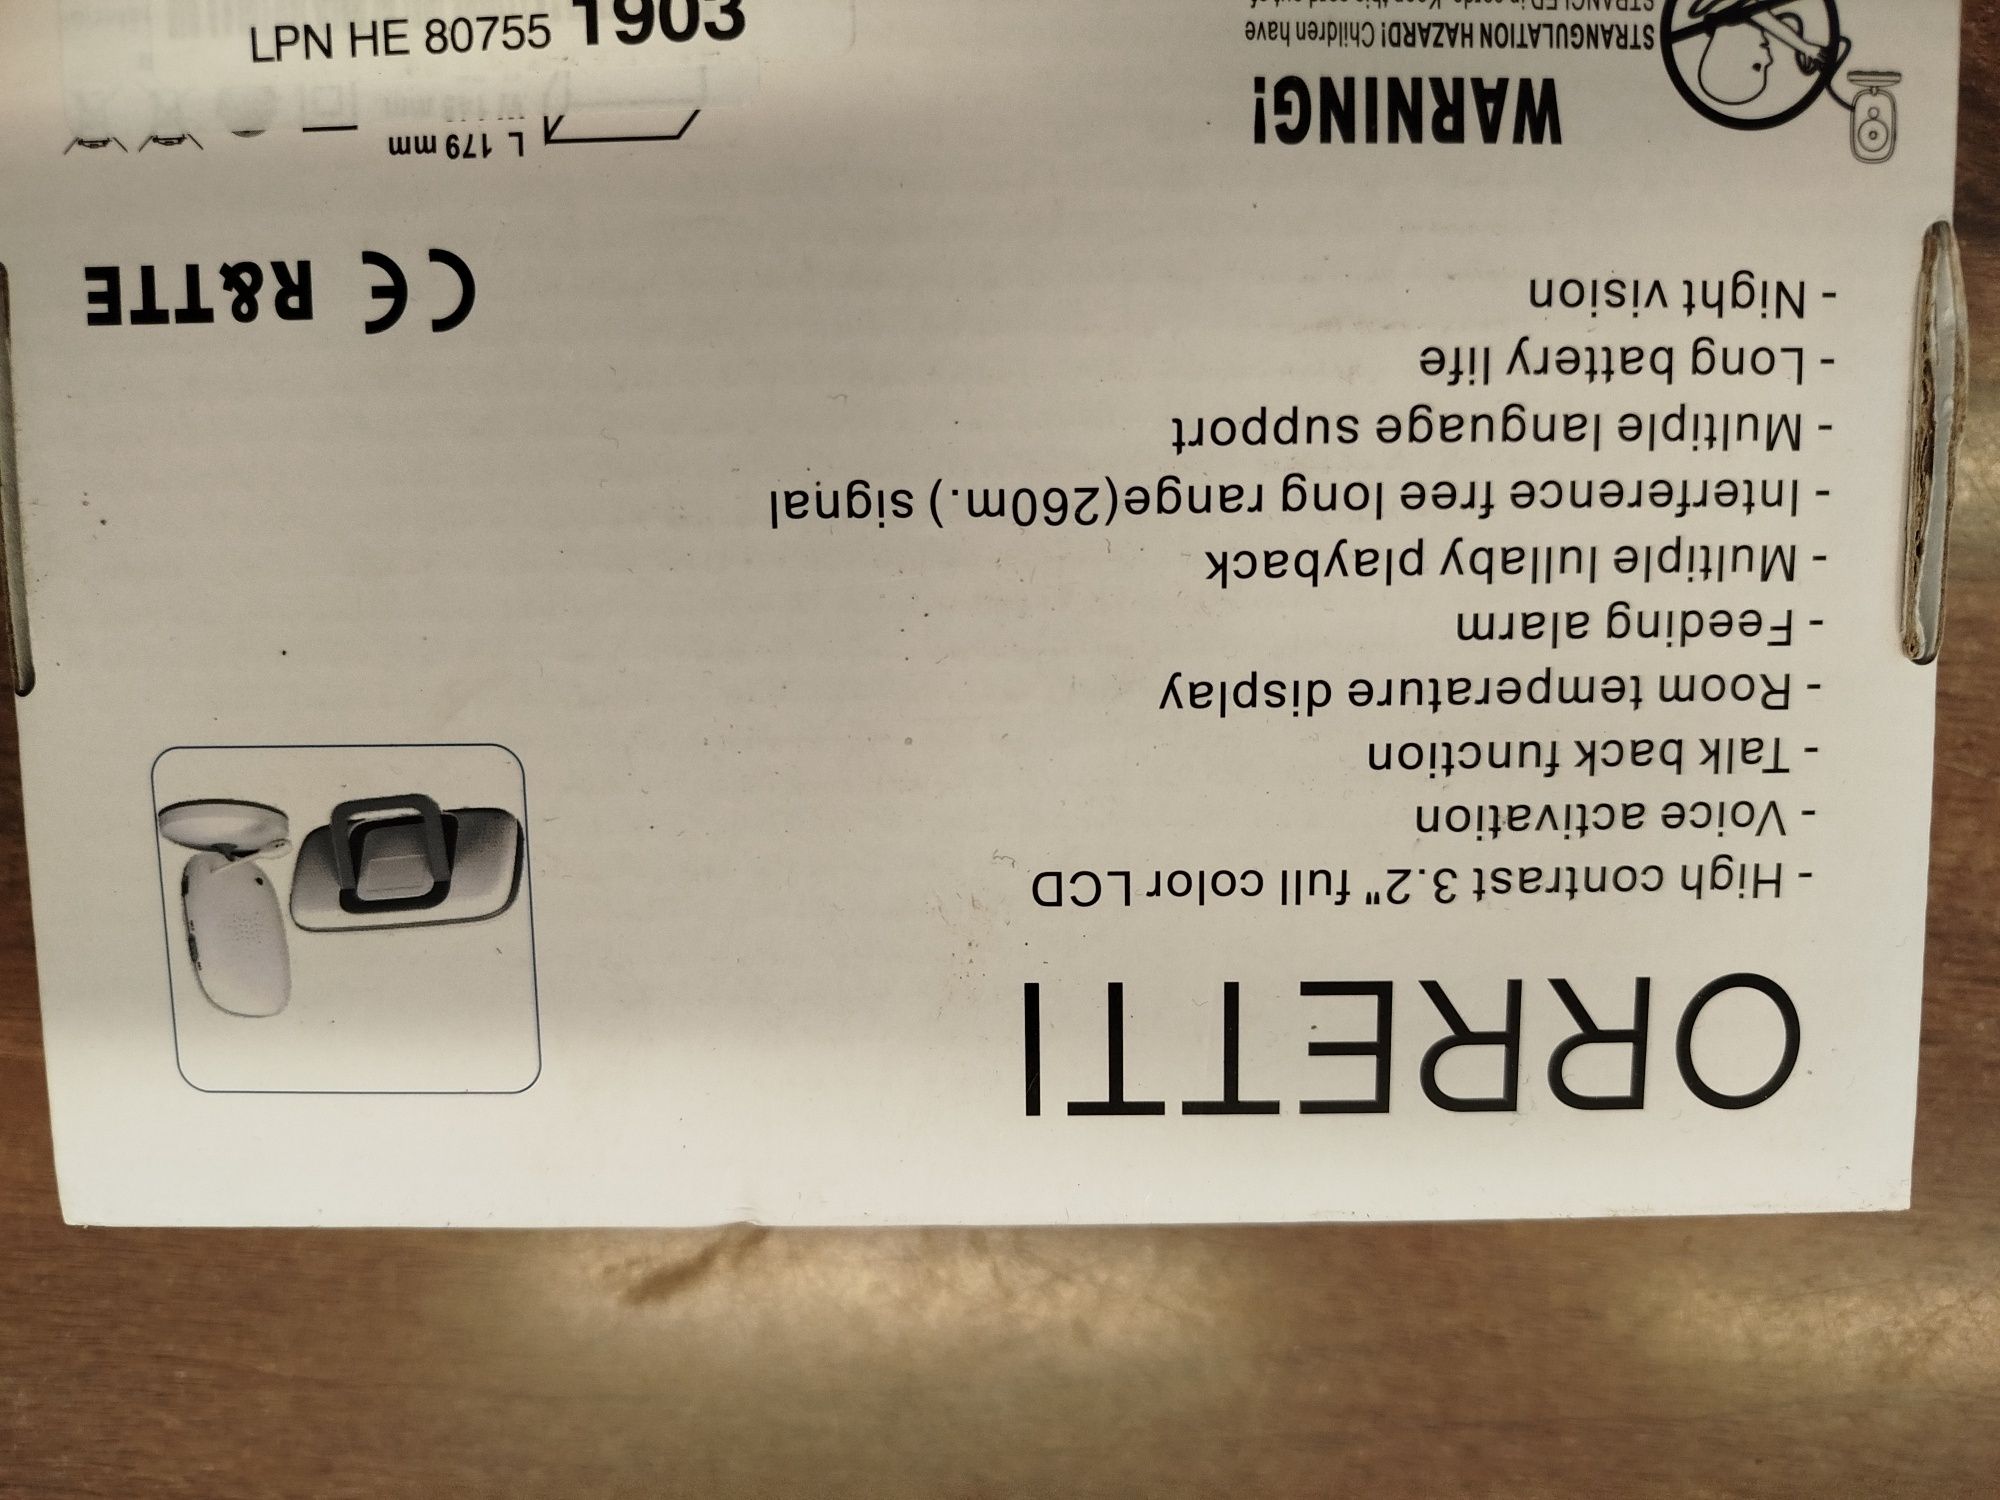 ORRETTI
- High contrast 3.2" full color LCD
- Voice activation
- Talk back function
- Room temperature display
- Feeding alarm
- Multiple lullaby playback
- Interference free long range(260m.) signal
- Multiple language support
- Long battery life
- Night vision
CE R&TTE
WARNING!
STRANGULATION HAZARD! Children have
L 179 mm
LPN HE 80755 1903